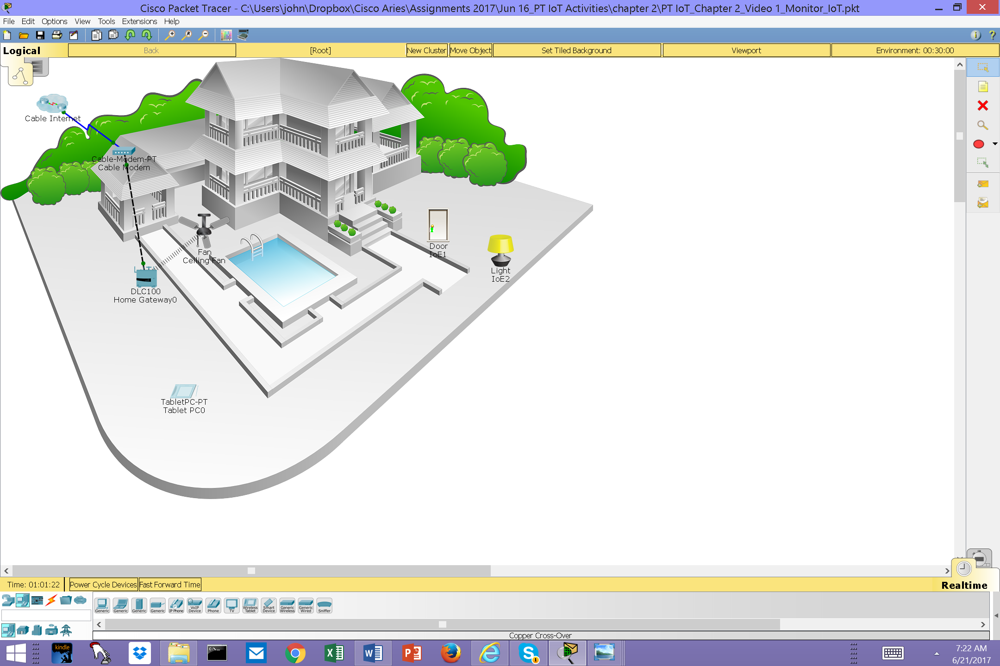 Cisco Packet Tracer - C:\Users\john\Dropbox\Cisco Aries\Assignments 2017\Jun 16_PT IoT Activities\chapter 2\PT IoT_Chapter 2_Video 1_Monitor_IoT.pkt
File Edit Options View Tools Extensions Help
Logical Back [Root] New Cluster Move Object Set Tiled Background Viewport Environment: 00:30:00
Cable Internet
Cable-Modem-PT
Cable Modem
Fan
Ceiling Fan
Door
IoE1
Light
IoE2
DLC100
Home Gateway0
TabletPC-PT
Tablet PC0
Time: 01:01:22 Power Cycle Devices Fast Forward Time
Realtime
Generic Generic Generic Generic IP Phone VoIP Device Phone TV Wireless Tablet Smart Device Generic Wireless Generic Wired Sniffer
Copper Cross-Over
kindle
7:22 AM
6/21/2017